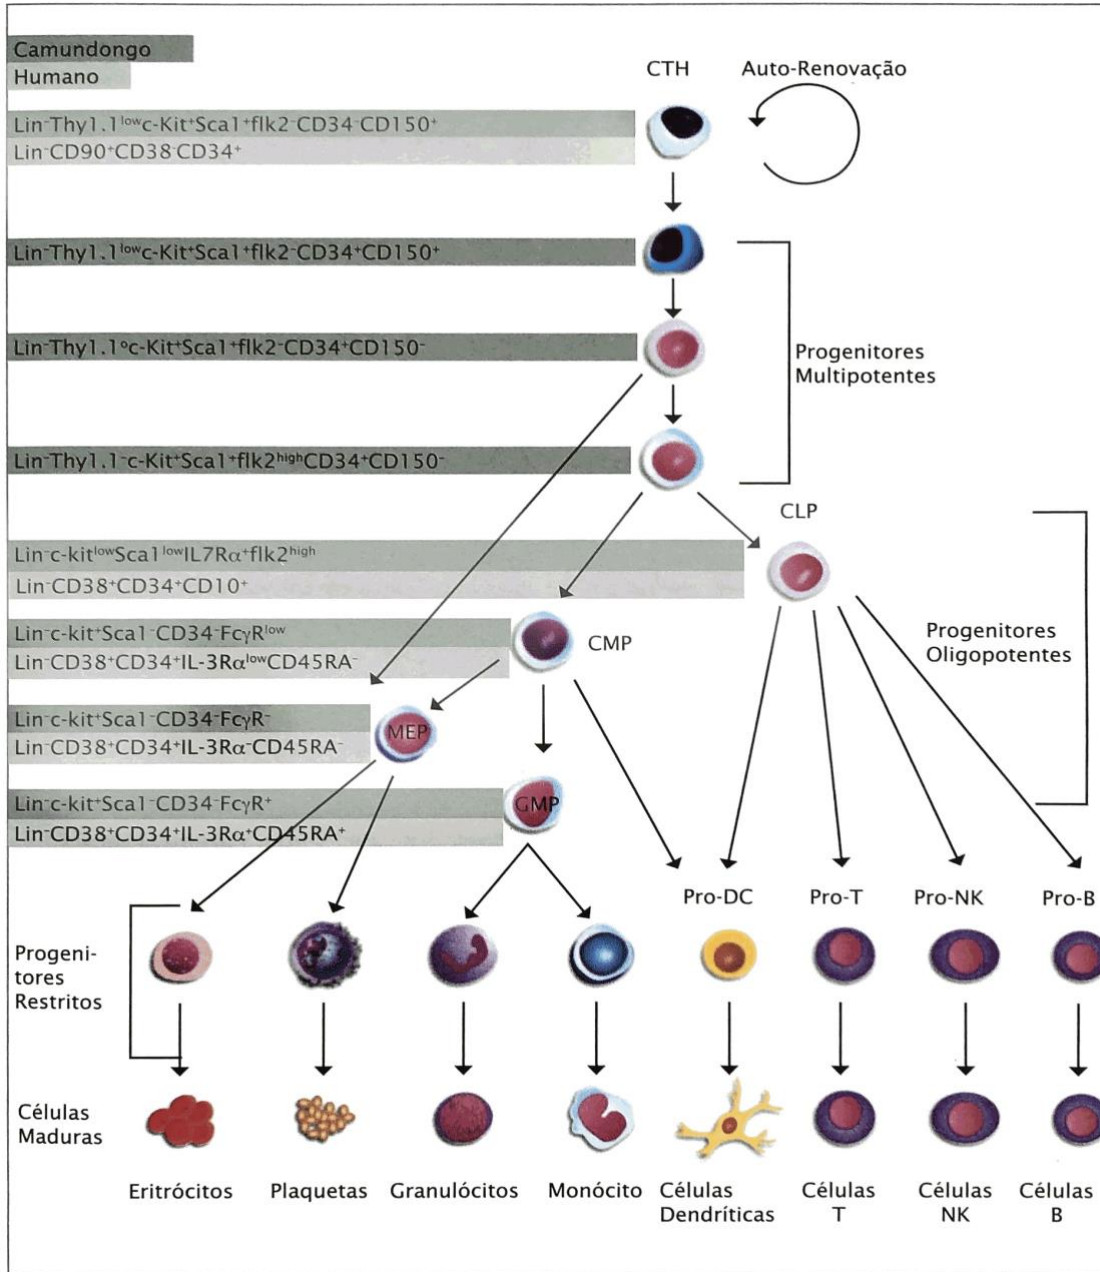 Camundongo
Humano
CTH
Auto-Renovação
Lin⁻Thy1.1ˡᵒʷc-Kit⁺Sca1⁺flk2⁻CD34⁻CD150⁺
Lin⁻CD90⁺CD38⁻CD34⁺
Lin⁻Thy1.1ˡᵒʷc-Kit⁺Sca1⁺flk2⁻CD34⁺CD150⁺
Lin⁻Thy1.1ᵒc-Kit⁺Sca1⁺flk2⁻CD34⁺CD150⁻
Progenitores
Multipotentes
Lin⁻Thy1.1⁻c-Kit⁺Sca1⁺flk2ʰⁱᵍʰCD34⁺CD150⁻
CLP
Lin⁻c-kitˡᵒʷSca1ˡᵒʷIL7Rα⁺flk2ʰⁱᵍʰ
Lin⁻CD38⁺CD34⁺CD10⁺
Lin⁻c-kit⁺Sca1⁻CD34⁻FcγRˡᵒʷ
Lin⁻CD38⁺CD34⁺IL-3RαˡᵒʷCD45RA⁻
CMP
Progenitores
Oligopotentes
Lin⁻c-kit⁺Sca1⁻CD34⁻FcγR⁻
Lin⁻CD38⁺CD34⁺IL-3Rα⁻CD45RA⁻
MEP
Lin⁻c-kit⁺Sca1⁻CD34⁻FcγR⁺
Lin⁻CD38⁺CD34⁺IL-3Rα⁺CD45RA⁺
GMP
Pro-DC
Pro-T
Pro-NK
Pro-B
Progeni-
tores
Restritos
Células
Maduras
Eritrócitos
Plaquetas
Granulócitos
Monócito
Células
Dendríticas
Células
T
Células
NK
Células
B